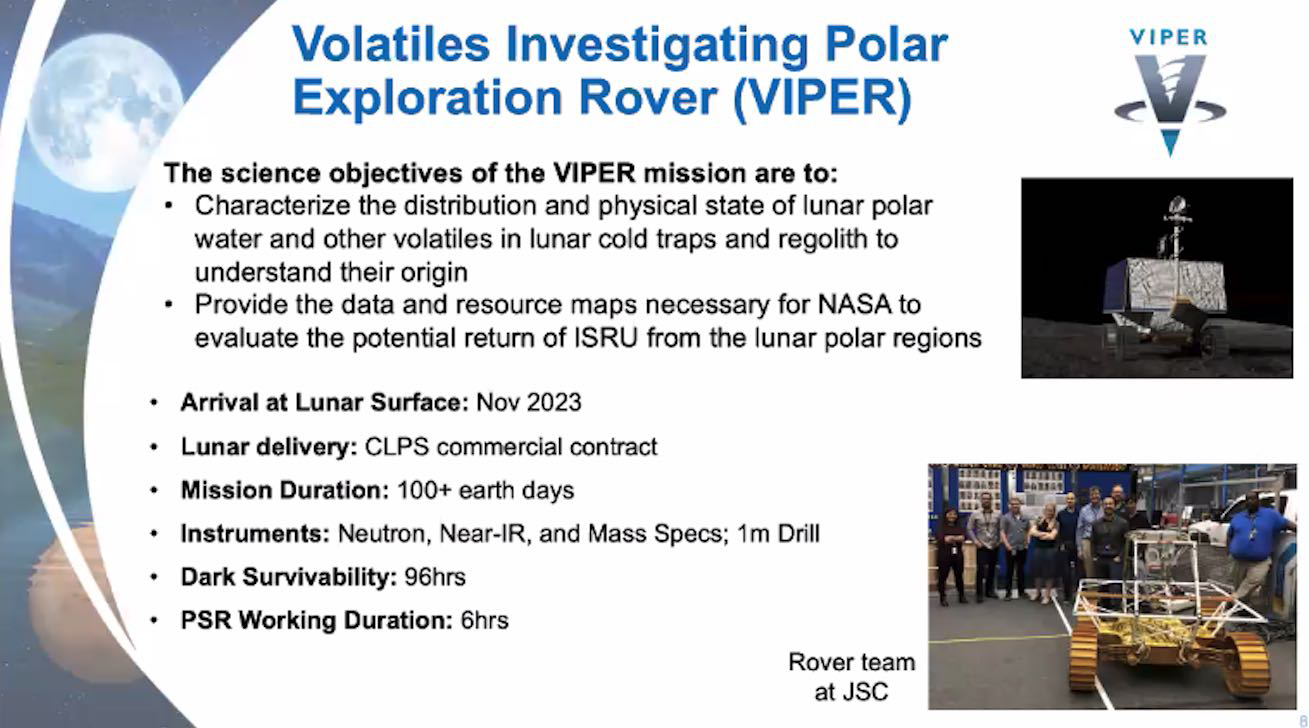 Volatiles Investigating Polar
Exploration Rover (VIPER)
VIPER
The science objectives of the VIPER mission are to:
• Characterize the distribution and physical state of lunar polar
water and other volatiles in lunar cold traps and regolith to
understand their origin
• Provide the data and resource maps necessary for NASA to
evaluate the potential return of ISRU from the lunar polar regions
• Arrival at Lunar Surface: Nov 2023
• Lunar delivery: CLPS commercial contract
• Mission Duration: 100+ earth days
• Instruments: Neutron, Near-IR, and Mass Specs; 1m Drill
• Dark Survivability: 96hrs
• PSR Working Duration: 6hrs
Rover team
at JSC